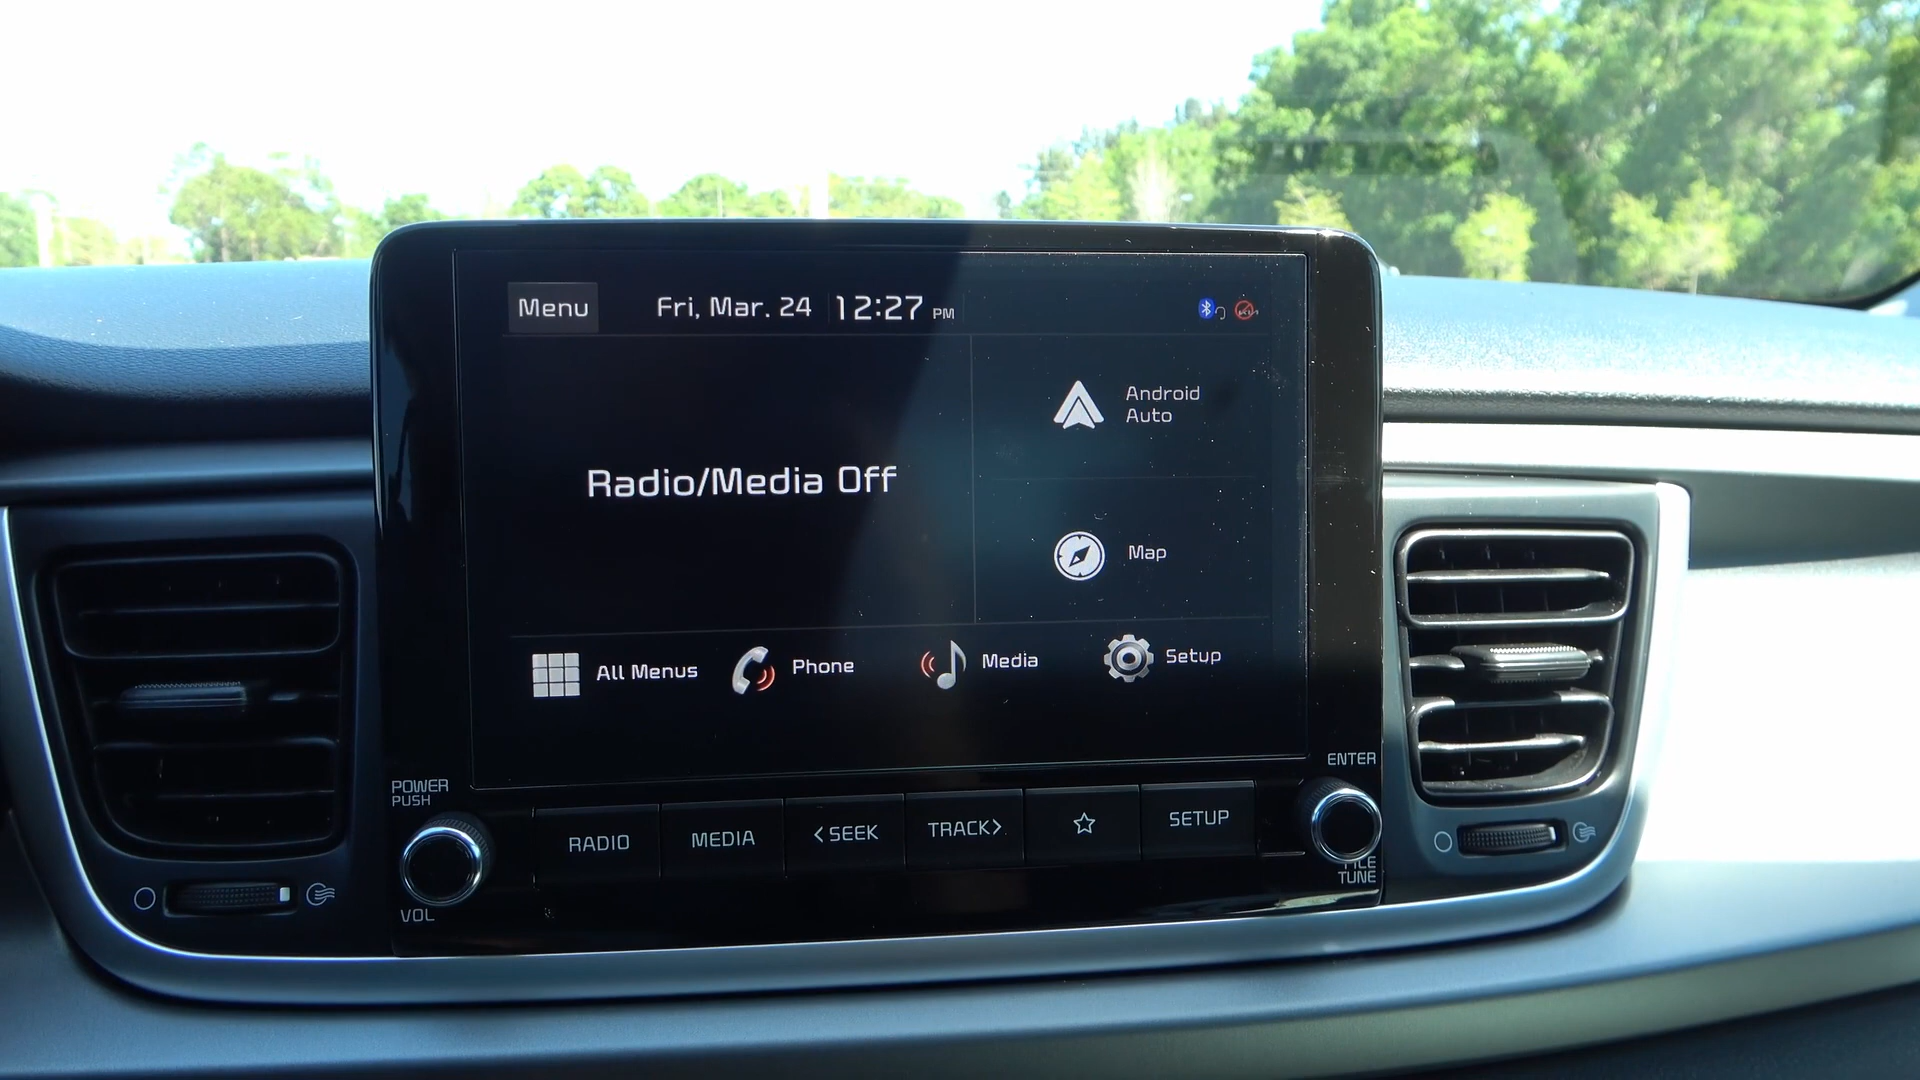 Menu
Fri, Mar. 24 12:27 PM
Android
Auto
Radio/Media Off
Map
All Menus
Phone
Media
Setup
POWER
PUSH
ENTER
RADIO
MEDIA
<SEEK
TRACK>
☆
SETUP
VOL
FILE
TUNE